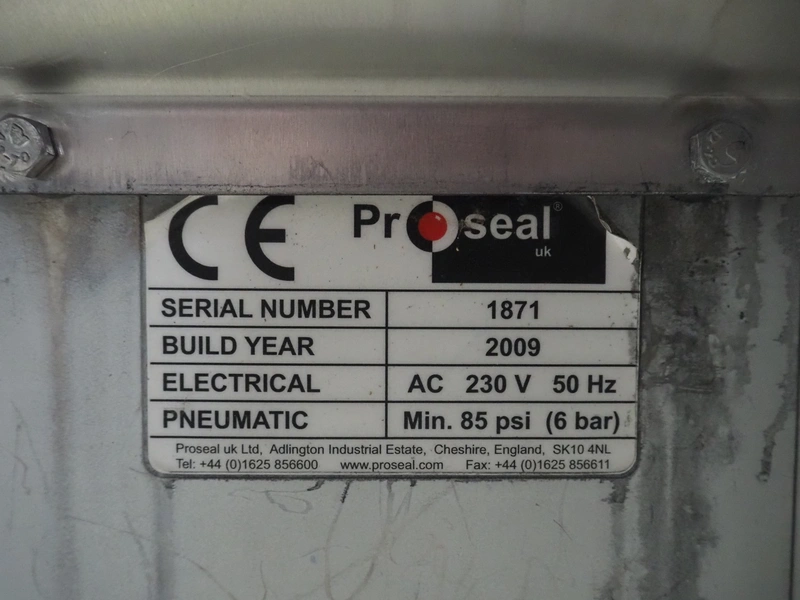 CE Proseal®
uk
SERIAL NUMBER 1871
BUILD YEAR 2009
ELECTRICAL AC 230 V 50 Hz
PNEUMATIC Min. 85 psi (6 bar)
Proseal uk Ltd, Adlington Industrial Estate, Cheshire, England, SK10 4NL
Tel: +44 (0)1625 856600 www.proseal.com Fax: +44 (0)1625 856611